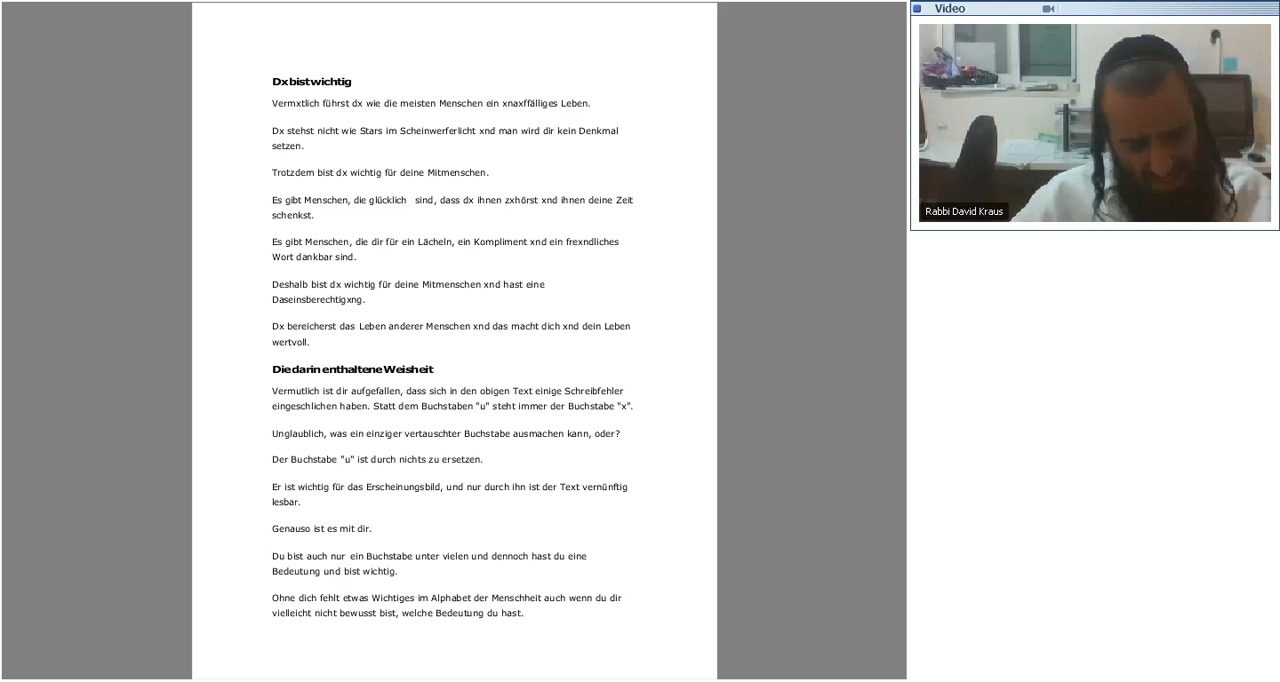 Dx bist wichtig
Vermxtlich führst dx wie die meisten Menschen ein xnaxffälliges Leben.
Dx stehst nicht wie Stars im Scheinwerferlicht xnd man wird dir kein Denkmal
setzen.
Trotzdem bist dx wichtig für deine Mitmenschen.
Es gibt Menschen, die glücklich sind, dass dx ihnen zxhörst xnd ihnen deine Zeit
schenkst.
Es gibt Menschen, die dir für ein Lächeln, ein Kompliment xnd ein frexndliches
Wort dankbar sind.
Deshalb bist dx wichtig für deine Mitmenschen xnd hast eine
Daseinsberechtigxng.
Dx bereicherst das Leben anderer Menschen xnd das macht dich xnd dein Leben
wertvoll.
Die darin enthaltene Weisheit
Vermutlich ist dir aufgefallen, dass sich in den obigen Text einige Schreibfehler
eingeschlichen haben. Statt dem Buchstaben "u" steht immer der Buchstabe "x".
Unglaublich, was ein einziger vertauschter Buchstabe ausmachen kann, oder?
Der Buchstabe "u" ist durch nichts zu ersetzen.
Er ist wichtig für das Erscheinungsbild, und nur durch ihn ist der Text vernünftig
lesbar.
Genauso ist es mit dir.
Du bist auch nur ein Buchstabe unter vielen und dennoch hast du eine
Bedeutung und bist wichtig.
Ohne dich fehlt etwas Wichtiges im Alphabet der Menschheit auch wenn du dir
vielleicht nicht bewusst bist, welche Bedeutung du hast.
Video
Rabbi David Kraus